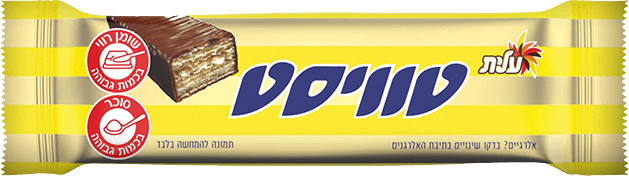 עלית
טוויסט
שומן רווי
בכמות גבוהה
סוכר
בכמות גבוהה
אלרגיים? בדקו שינויים בתיבת האלרגנים
תמונה להמחשה בלבד